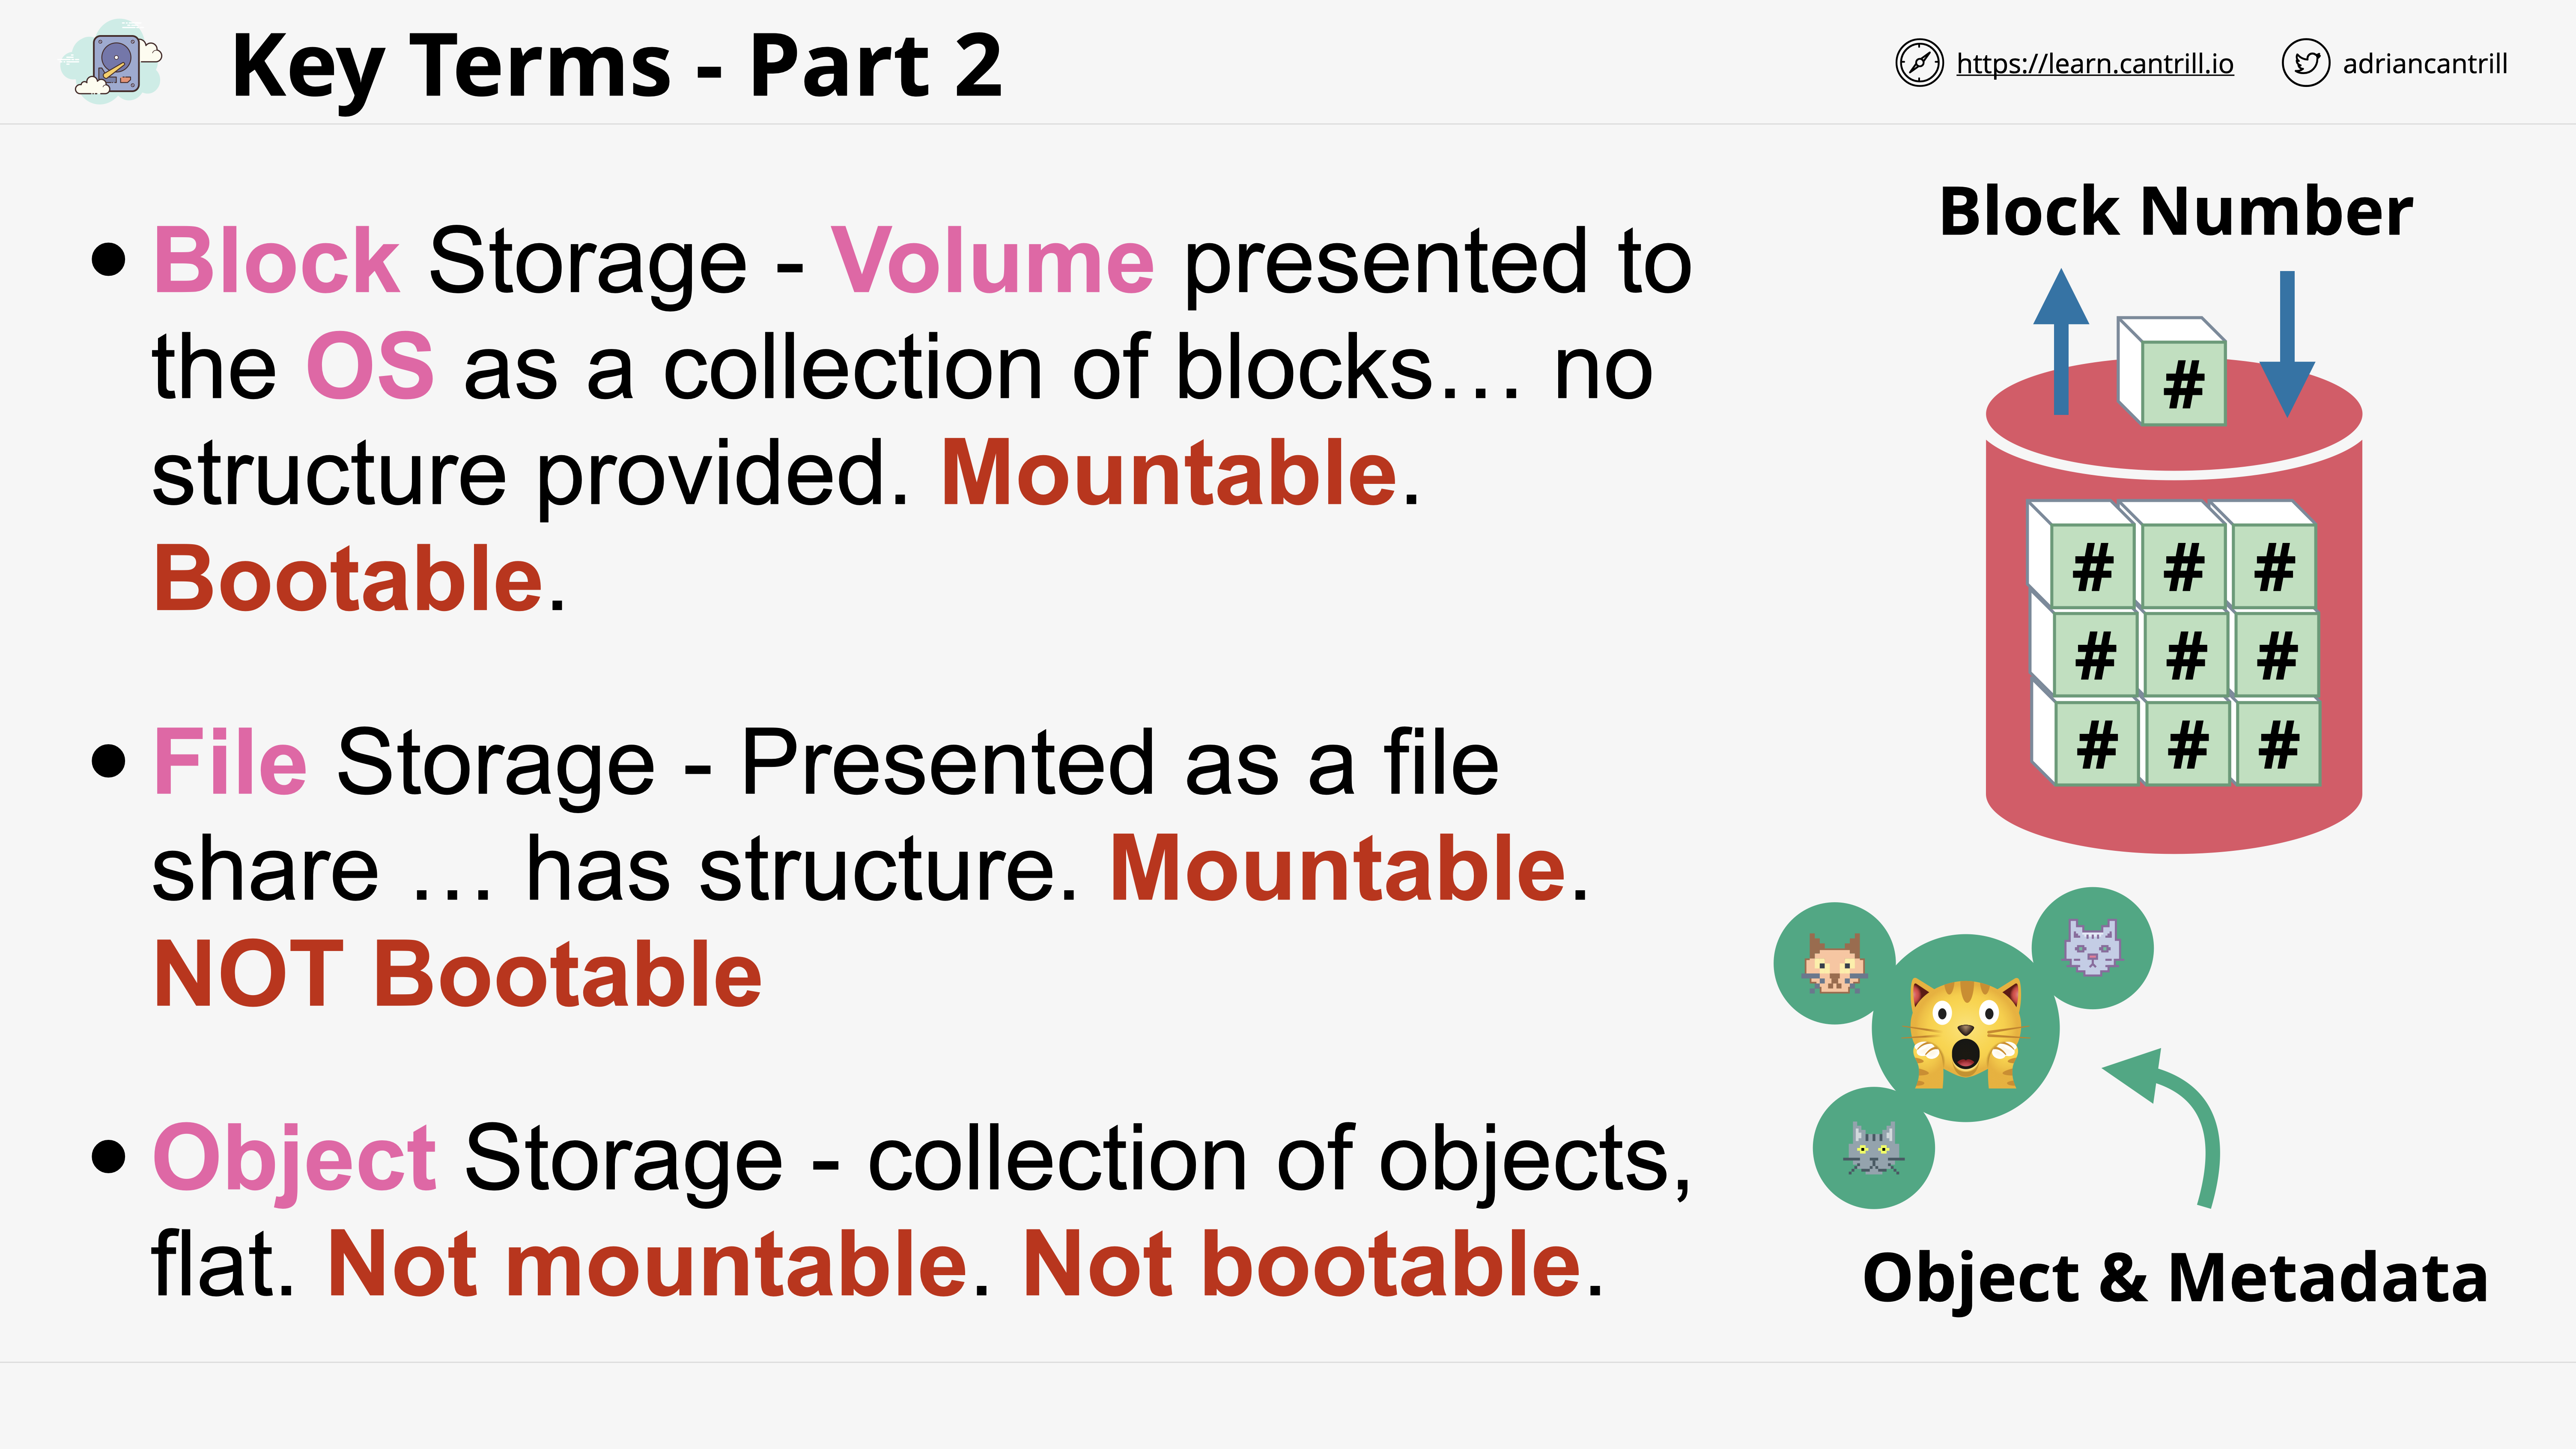 Key Terms - Part 2
https://learn.cantrill.io
adriancantrill
• Block Storage - Volume presented to
the OS as a collection of blocks… no
structure provided. Mountable.
Bootable.
• File Storage - Presented as a file
share … has structure. Mountable.
NOT Bootable
• Object Storage - collection of objects,
flat. Not mountable. Not bootable.
Block Number
#
# # #
# # #
# # #
Object & Metadata